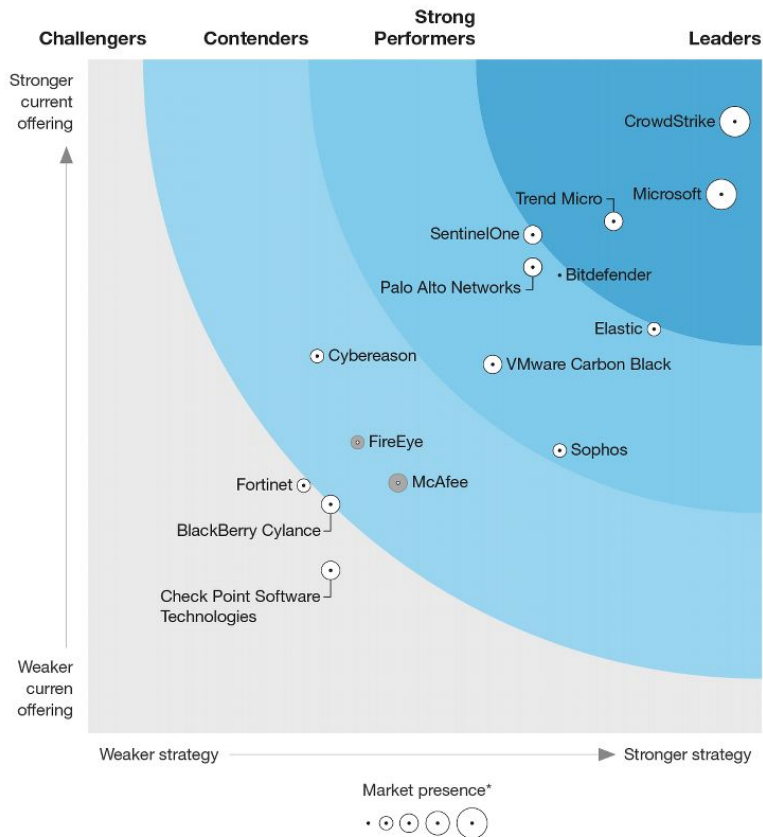 Challengers
Contenders
Strong
Performers
Leaders
Stronger
current
offering
CrowdStrike
Microsoft
Trend Micro
SentinelOne
Bitdefender
Palo Alto Networks
Elastic
Cybereason
VMware Carbon Black
FireEye
Sophos
Fortinet
McAfee
BlackBerry Cylance
Check Point Software
Technologies
Weaker
curren
offering
Weaker strategy
Stronger strategy
Market presence*